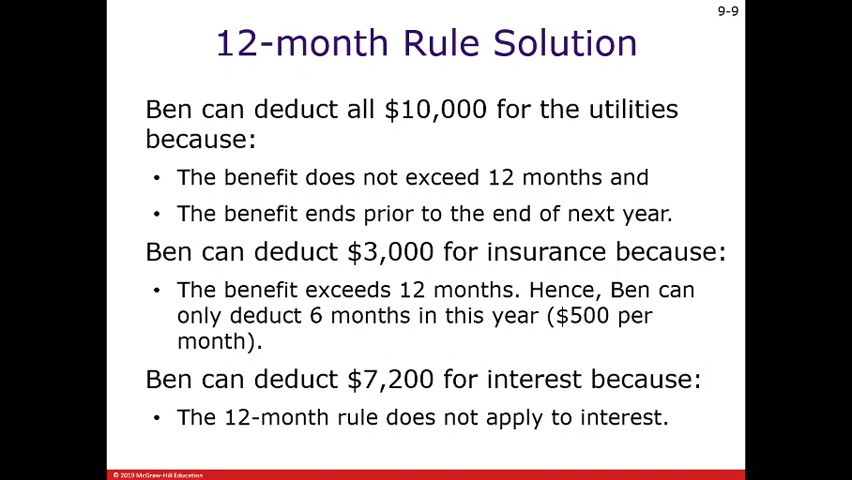 9-9
12-month Rule Solution
Ben can deduct all $10,000 for the utilities
because:
• The benefit does not exceed 12 months and
• The benefit ends prior to the end of next year.
Ben can deduct $3,000 for insurance because:
• The benefit exceeds 12 months. Hence, Ben can
only deduct 6 months in this year ($500 per
month).
Ben can deduct $7,200 for interest because:
• The 12-month rule does not apply to interest.
© 2019 McGraw-Hill Education